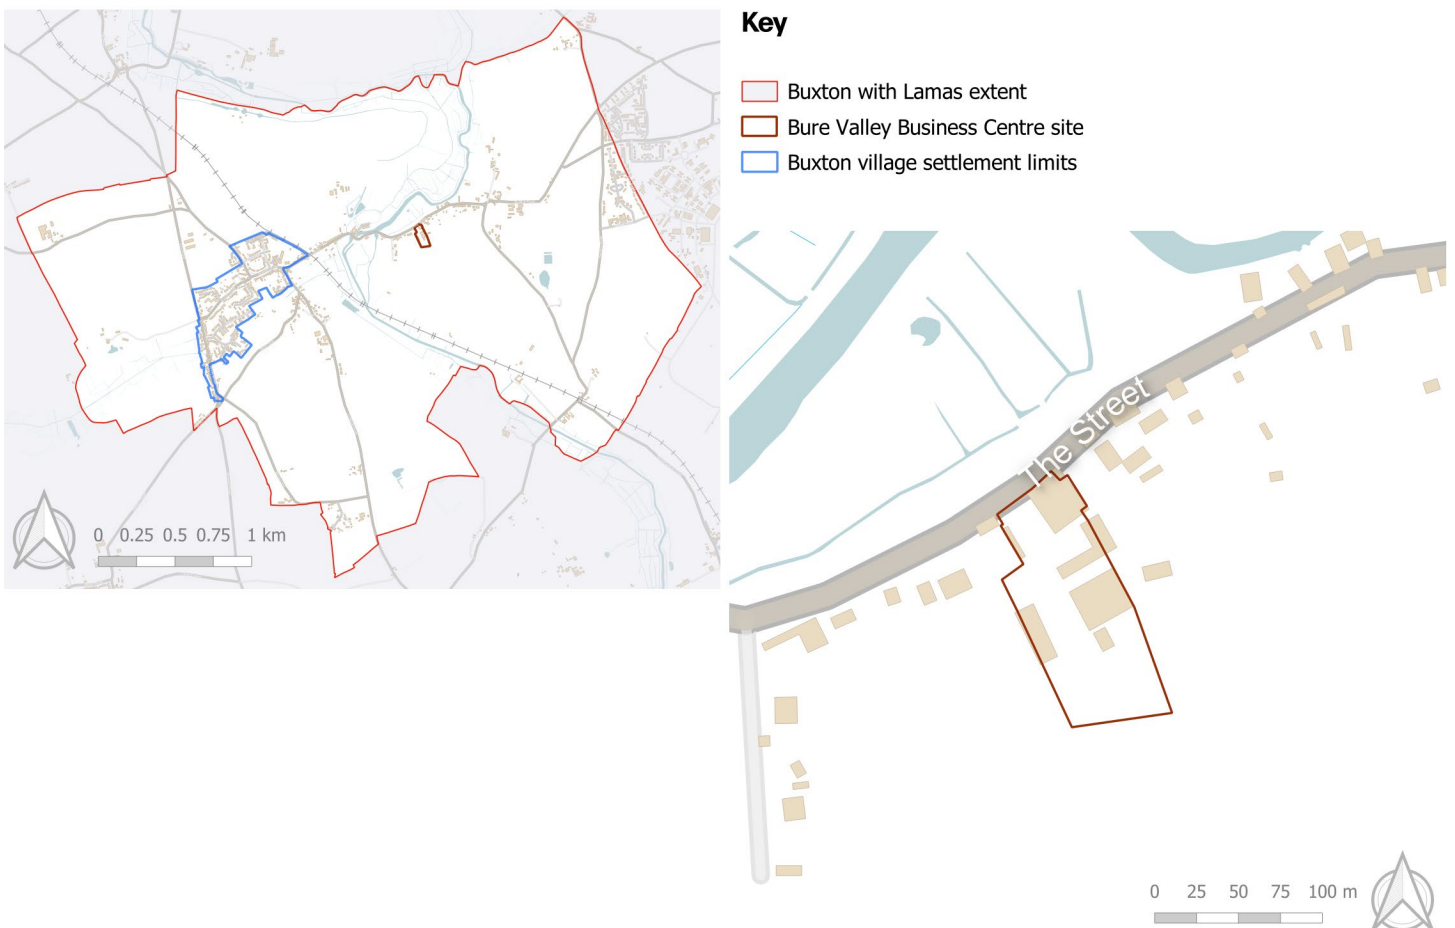 Key
Buxton with Lamas extent
Bure Valley Business Centre site
Buxton village settlement limits
0 0.25 0.5 0.75 1 km
The Street
0 25 50 75 100 m